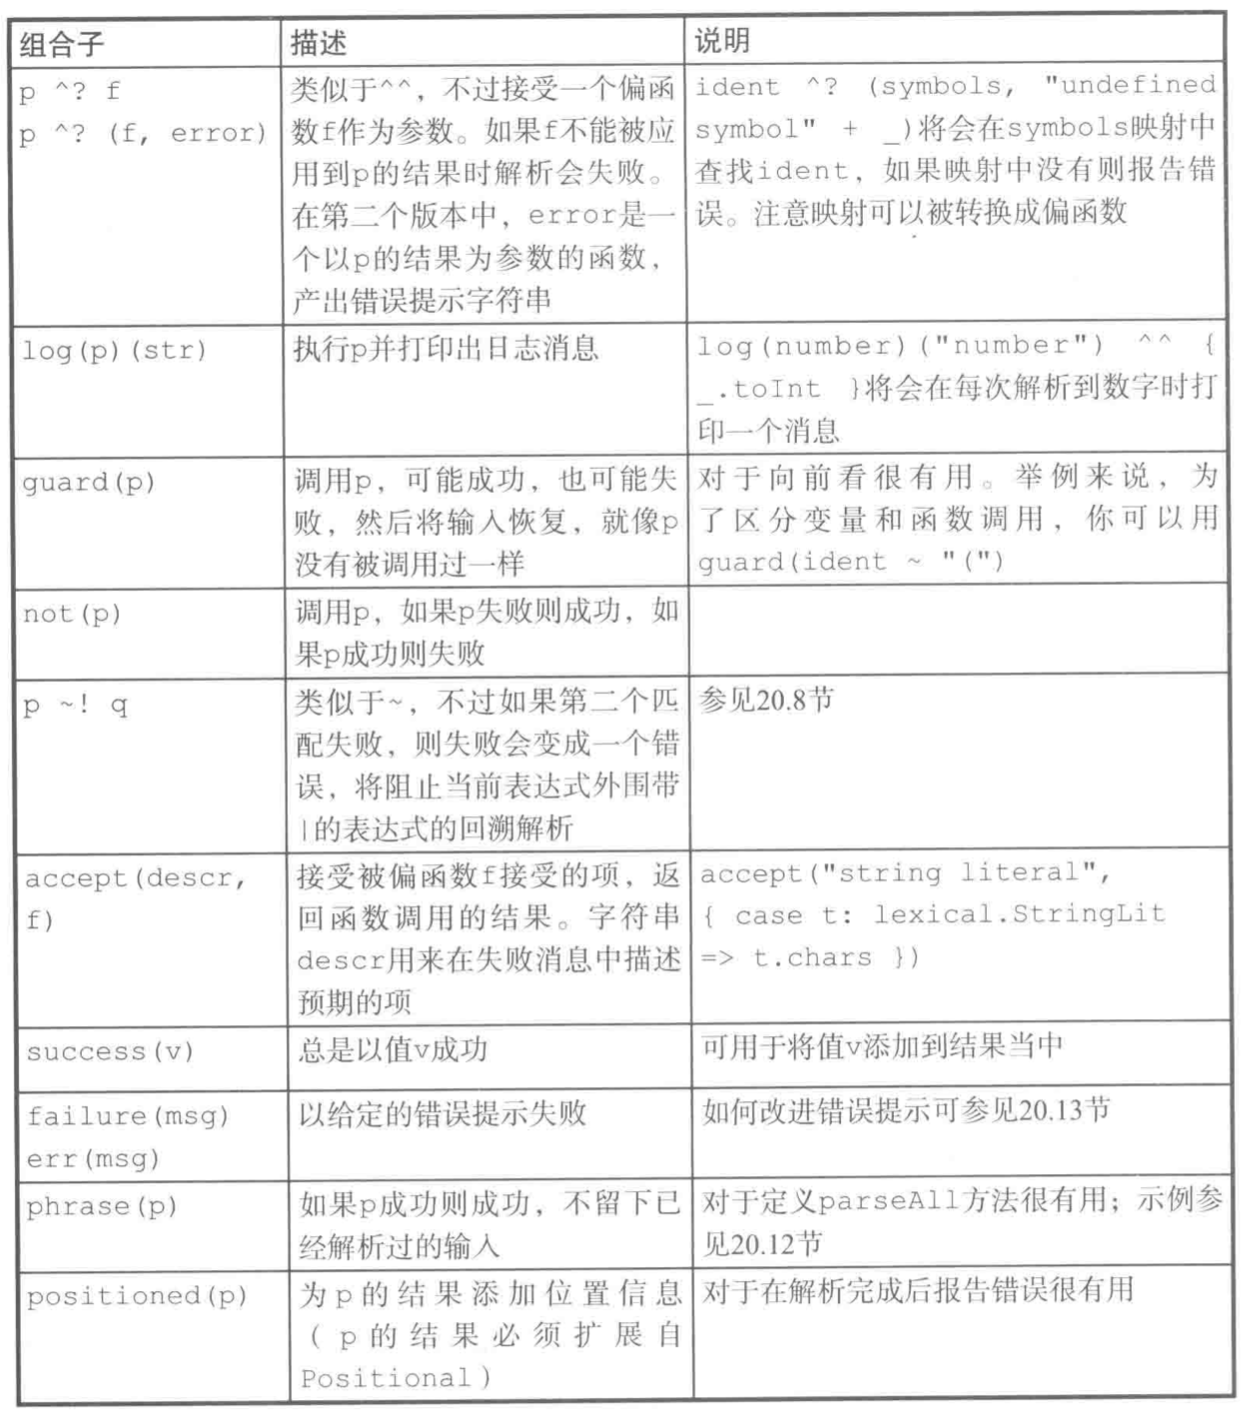 组合子
描述
说明
p ^? f
p ^? (f, error)
类似于^^，不过接受一个偏函
数f作为参数。如果f不能被应
用到p的结果时解析会失败。
在第二个版本中，error是一
个以p的结果为参数的函数，
产出错误提示字符串
ident ^? (symbols, "undefined
symbol" + _)将会在symbols映射中
查找ident，如果映射中没有则报告错
误。注意映射可以被转换成偏函数
log(p)(str)
执行p并打印出日志消息
log(number)("number") ^^ {
_.toInt }将会在每次解析到数字时打
印一个消息
guard(p)
调用p，可能成功，也可能失
败，然后将输入恢复，就像p
没有被调用过一样
对于向前看很有用。举例来说，为
了区分变量和函数调用，你可以用
guard(ident ~ "(")
not(p)
调用p，如果p失败则成功，如
果p成功则失败
p ~! q
类似于~，不过如果第二个匹
配失败，则失败会变成一个错
误，将阻止当前表达式外围带
|的表达式的回溯解析
参见20.8节
accept(descr,
f)
接受被偏函数f接受的项，返
回函数调用的结果。字符串
descr用来在失败消息中描述
预期的项
accept("string literal",
{ case t: lexical.StringLit
=> t.chars })
success(v)
总是以值v成功
可用于将值v添加到结果当中
failure(msg)
err(msg)
以给定的错误提示失败
如何改进错误提示可参见20.13节
phrase(p)
如果p成功则成功，不留下已
经解析过的输入
对于定义parseAll方法很有用；示例参
见20.12节
positioned(p)
为p的结果添加位置信息
（p的结果必须扩展自
Positional）
对于在解析完成后报告错误很有用